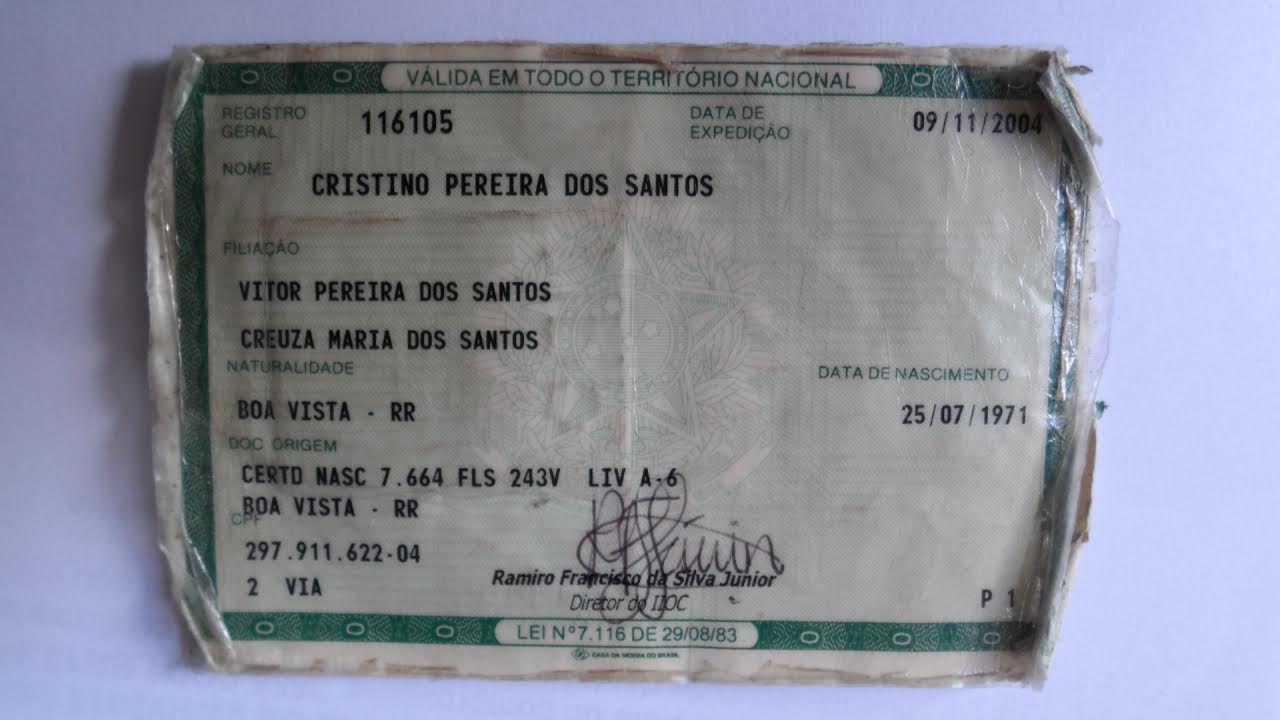 VÁLIDA EM TODO O TERRITÓRIO NACIONAL
REGISTRO GERAL 116105 DATA DE EXPEDIÇÃO 09/11/2004
NOME
CRISTINO PEREIRA DOS SANTOS
FILIAÇÃO
VITOR PEREIRA DOS SANTOS
CREUZA MARIA DOS SANTOS
NATURALIDADE DATA DE NASCIMENTO
BOA VISTA - RR 25/07/1971
DOC ORIGEM
CERTD NASC 7.664 FLS 243V LIV A-6
BOA VISTA - RR
CPF
297.911.622-04
2 VIA
Ramiro Francisco da Silva Júnior
Diretor do IIOC
P 1
LEI Nº 7.116 DE 29/08/83
CASA DA MOEDA DO BRASIL